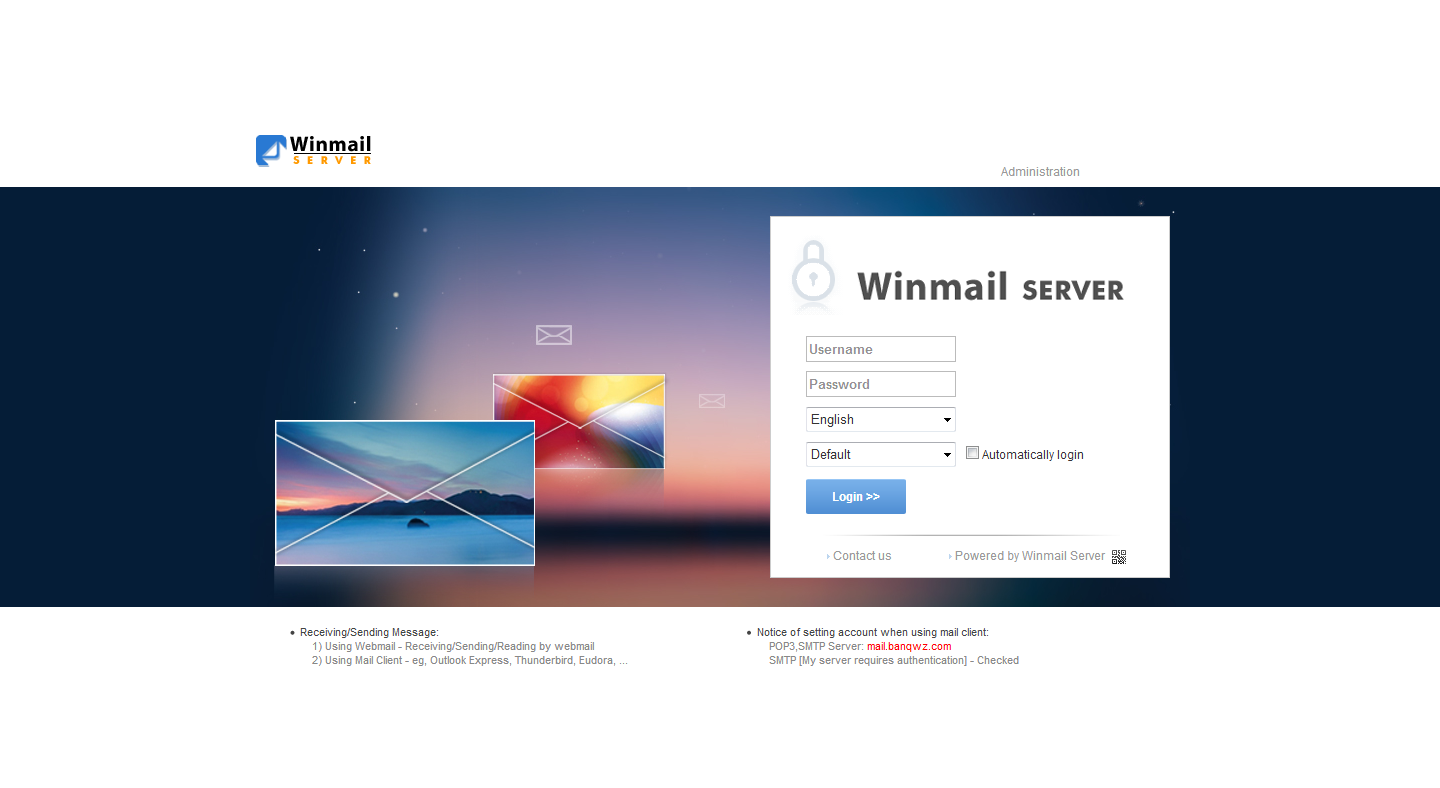 Winmail
SERVER
Administration
Winmail SERVER
Username
Password
English
Default
Automatically login
Login >>
Contact us
Powered by Winmail Server
• Receiving/Sending Message:
1) Using Webmail - Receiving/Sending/Reading by webmail
2) Using Mail Client - eg, Outlook Express, Thunderbird, Eudora, ...
• Notice of setting account when using mail client:
POP3,SMTP Server: mail.banqwz.com
SMTP [My server requires authentication] - Checked